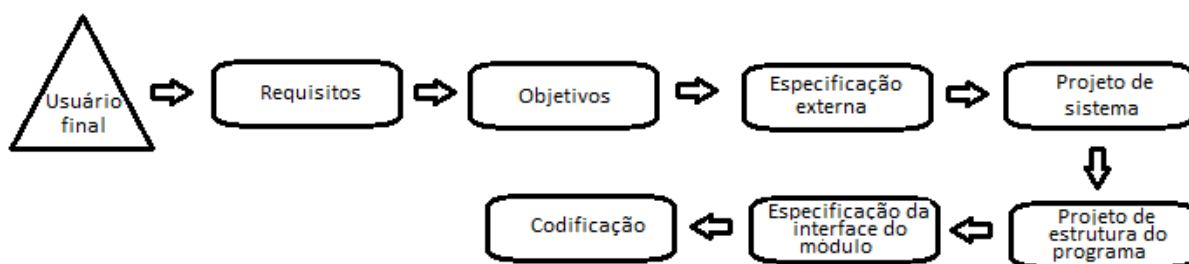 Usuário
final
Requisitos
Objetivos
Especificação
externa
Projeto de
sistema
Projeto de
estrutura do
programa
Especificação da
interface do
módulo
Codificação